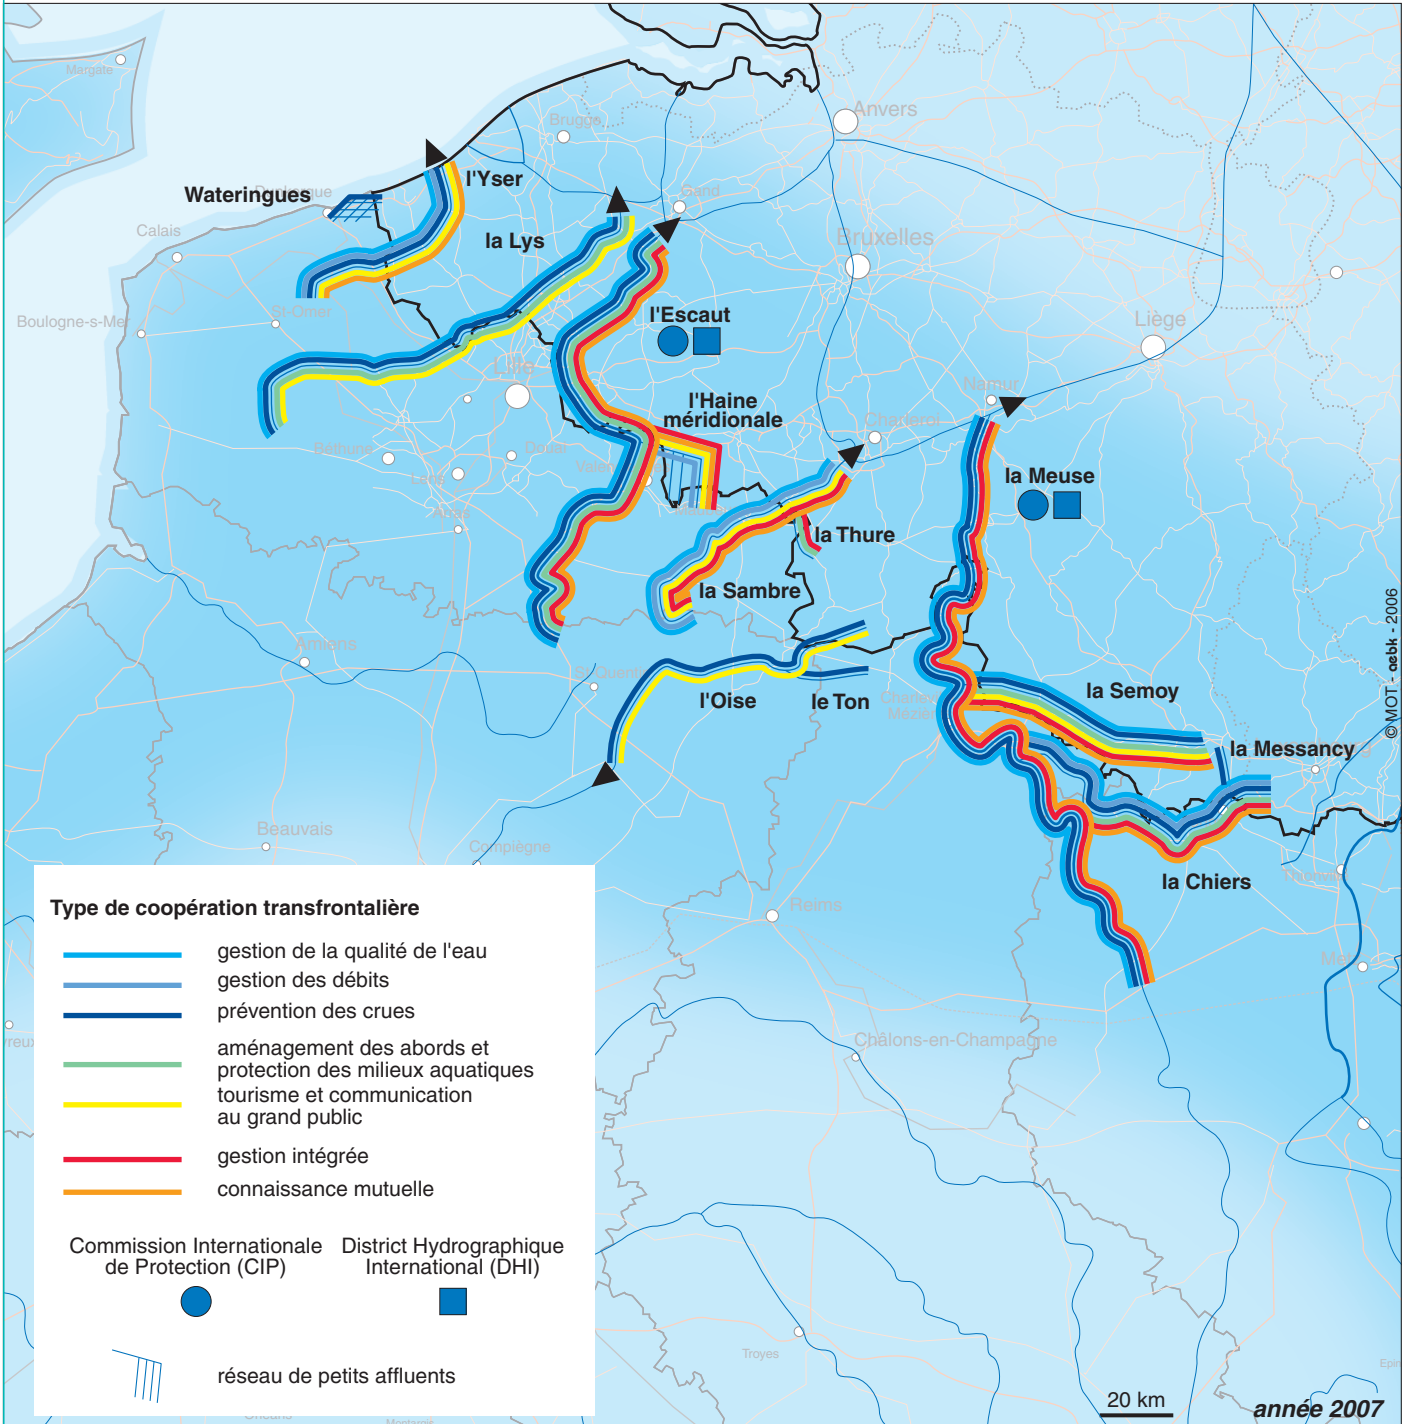 Margate
Brugge
Anvers
l'Yser
Wateringues
Dunkerque
Gand
Calais
la Lys
Bruxelles
Boulogne-s-Mer
St-Omer
l'Escaut
Liège
Lille
Namur
l'Haine
méridionale
Charleroi
Béthune
Douai
Lens
la Meuse
la Thure
la Sambre
Amiens
St-Quentin
l'Oise
le Ton
la Semoy
la Messancy
© MOT - aebk - 2006
Beauvais
Compiègne
la Chiers
Reims
Châlons-en-Champagne
Troyes
Type de coopération transfrontalière
gestion de la qualité de l'eau
gestion des débits
prévention des crues
aménagement des abords et
protection des milieux aquatiques
tourisme et communication
au grand public
gestion intégrée
connaissance mutuelle
Commission Internationale
de Protection (CIP)
District Hydrographique
International (DHI)
réseau de petits affluents
Montargis
20 km
année 2007